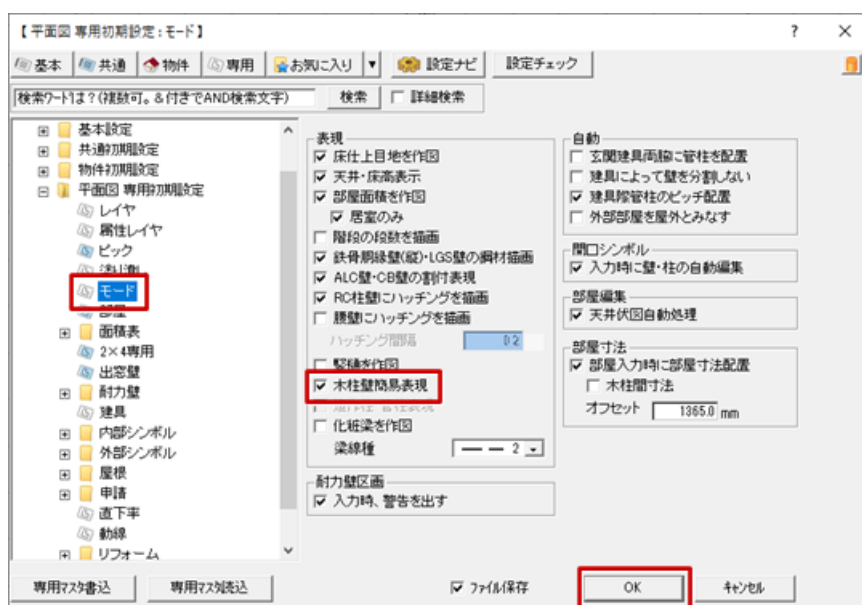 【 平面図 専用初期設定 : モード 】
?
×
基本
共通
物件
専用
お気に入り
設定ナビ
設定チェック
検索ワードは?(複数可。&付きでAND検索文字)
検索
詳細検索
基本設定
共通初期設定
物件初期設定
平面図 専用初期設定
レイヤ
属性レイヤ
ピック
モード
部屋
面積表
2×4専用
出窓壁
耐力壁
建具
内部シンボル
外部シンボル
屋根
申請
直下率
動線
リフォーム
表現
床仕上目地を作図
天井・床高表示
部屋面積を作図
居室のみ
階段の段数を描画
鉄骨胴縁壁(縦)・LGS壁の鋼材描画
ALC壁・CB壁の割付表現
RC柱壁にハッチングを描画
腰壁にハッチングを描画
ハッチング間隔
0.2
竪樋を作図
木柱壁簡易表現
化粧梁を作図
梁線種
2
耐力壁区画
入力時、警告を出す
自動
玄関建具両脇に管柱を配置
建具によって壁を分割しない
建具際管柱のピッチ配置
外部部屋を屋外とみなす
開口シンボル
入力時に壁・柱の自動編集
部屋編集
天井伏図自動処理
部屋寸法
部屋入力時に部屋寸法配置
木柱間寸法
オフセット 1365.0 mm
専用マスタ書込
専用マスタ読込
ファイル保存
OK
キャンセル